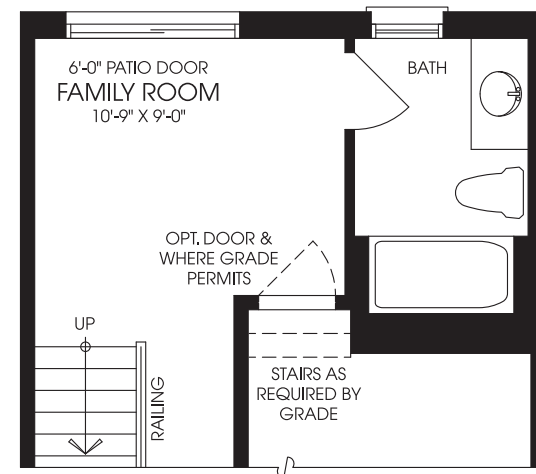 6'-0" PATIO DOOR
FAMILY ROOM
10'-9" X 9'-0"
BATH
OPT. DOOR &
WHERE GRADE
PERMITS
UP
RAILING
STAIRS AS
REQUIRED BY
GRADE